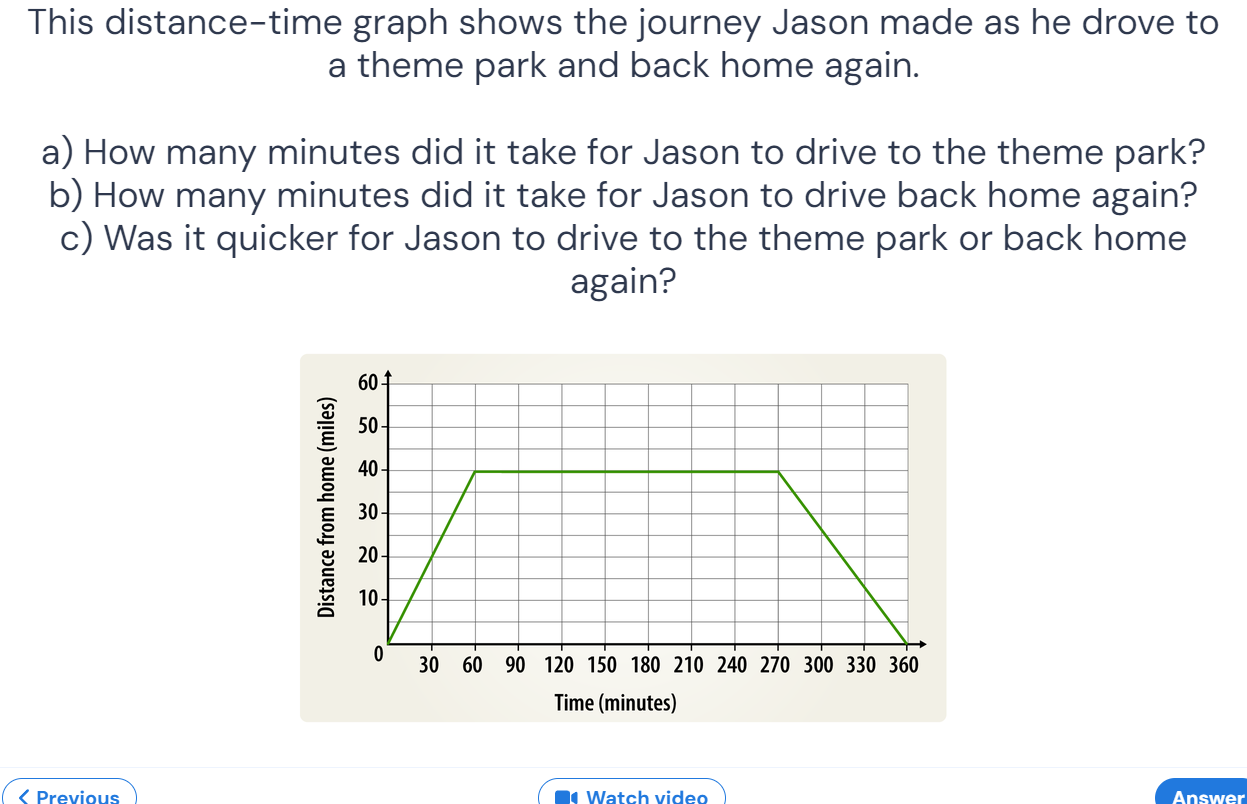 This distance-time graph shows the journey Jason made as he drove to
a theme park and back home again.
a) How many minutes did it take for Jason to drive to the theme park?
b) How many minutes did it take for Jason to drive back home again?
c) Was it quicker for Jason to drive to the theme park or back home
again?
Distance from home (miles)
60
50
40
30
20
10
0
30 60 90 120 150 180 210 240 270 300 330 360
Time (minutes)
Previous
Watch video
Answer